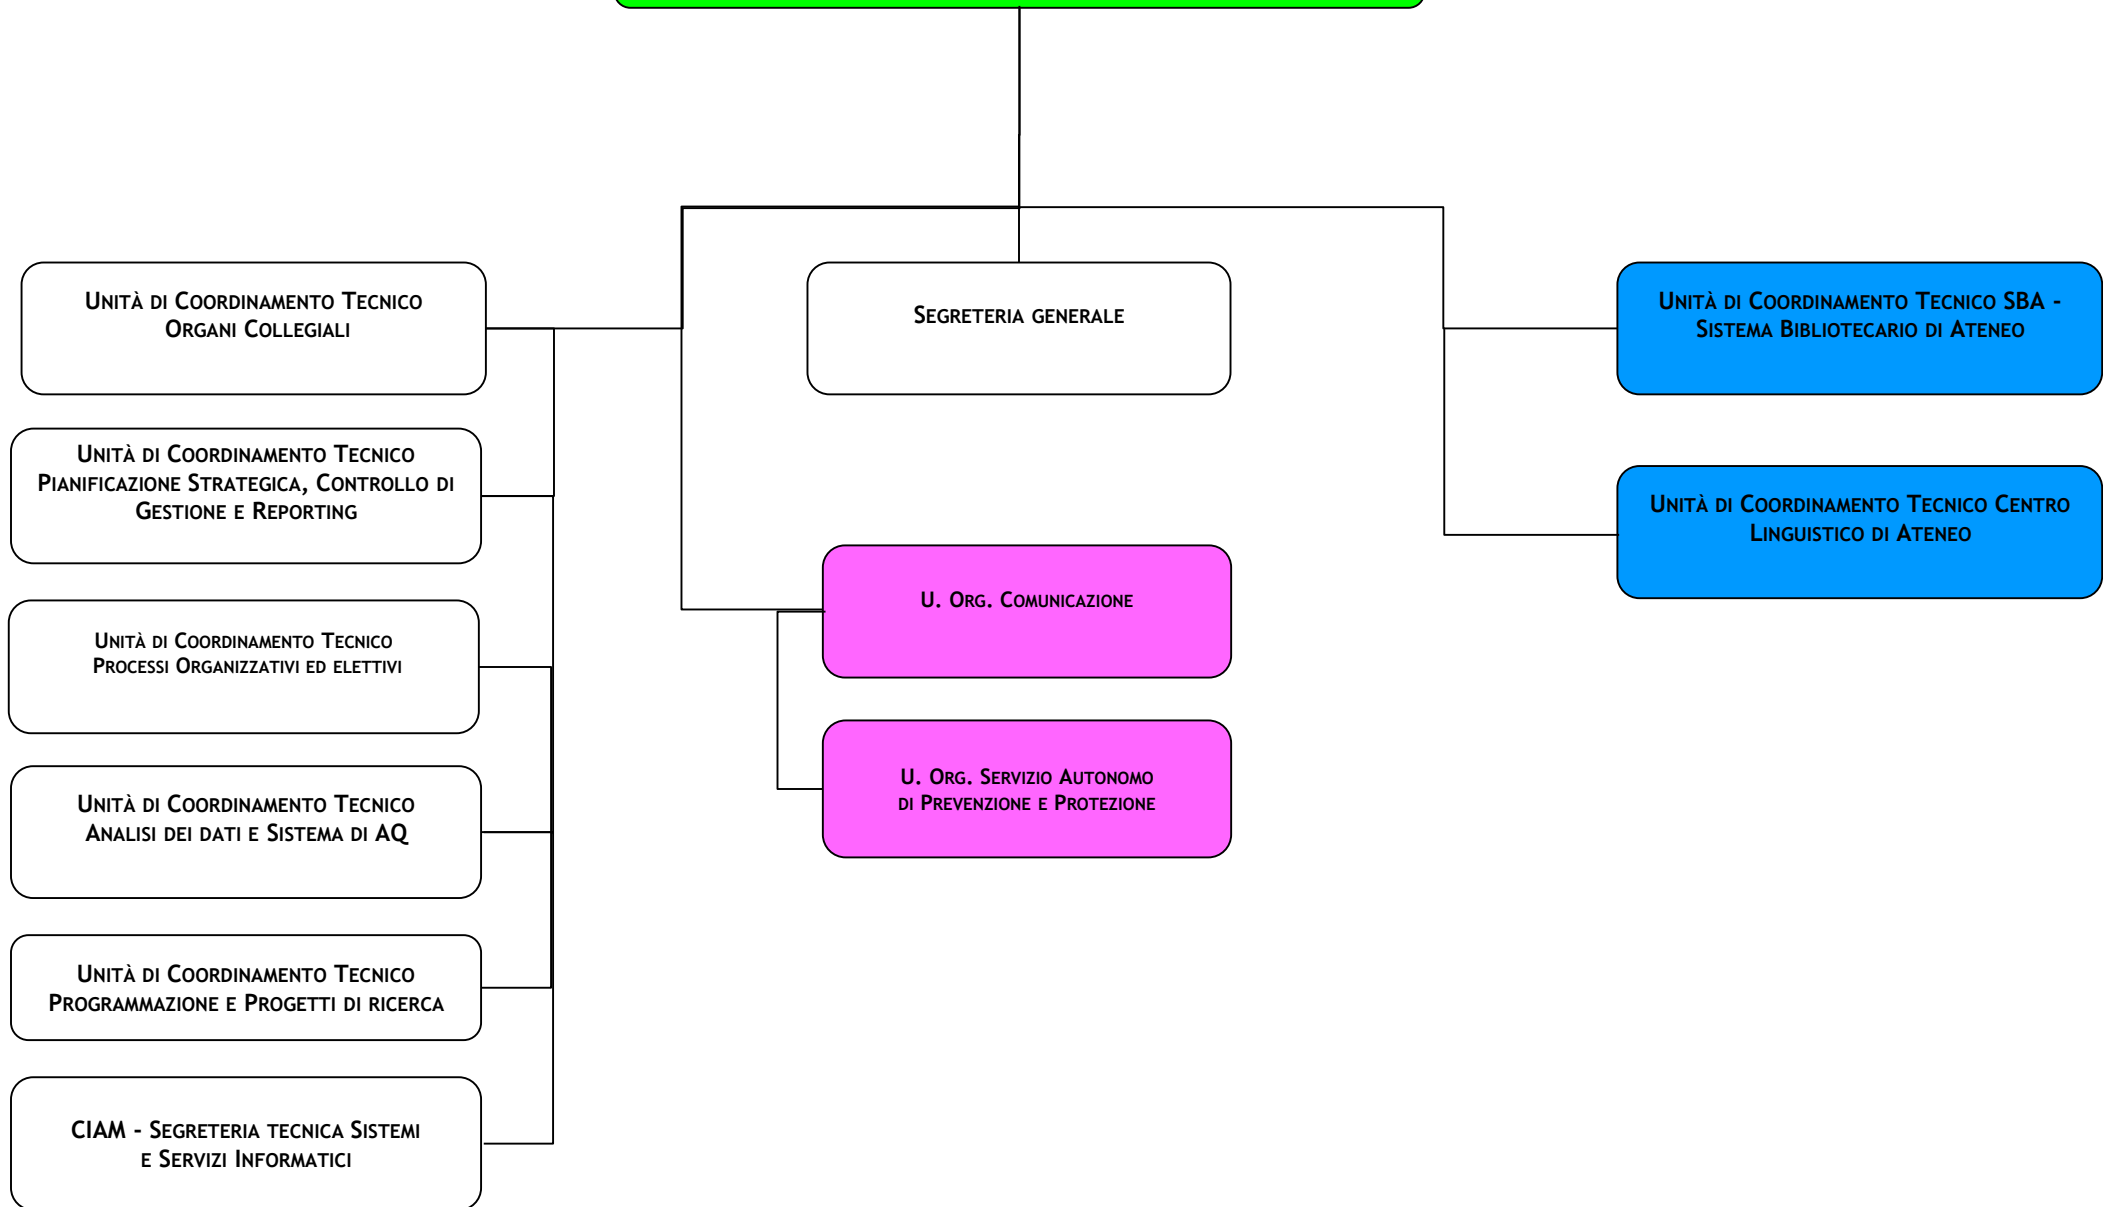 Unità di Coordinamento Tecnico
Organi Collegiali
Unità di Coordinamento Tecnico
Pianificazione Strategica, Controllo di
Gestione e Reporting
Unità di Coordinamento Tecnico
Processi Organizzativi ed elettivi
Unità di Coordinamento Tecnico
Analisi dei dati e Sistema di AQ
Unità di Coordinamento Tecnico
Programmazione e Progetti di ricerca
CIAM - Segreteria tecnica Sistemi
e Servizi Informatici
Segreteria generale
U. Org. Comunicazione
U. Org. Servizio Autonomo
di Prevenzione e Protezione
Unità di Coordinamento Tecnico SBA -
Sistema Bibliotecario di Ateneo
Unità di Coordinamento Tecnico Centro
Linguistico di Ateneo